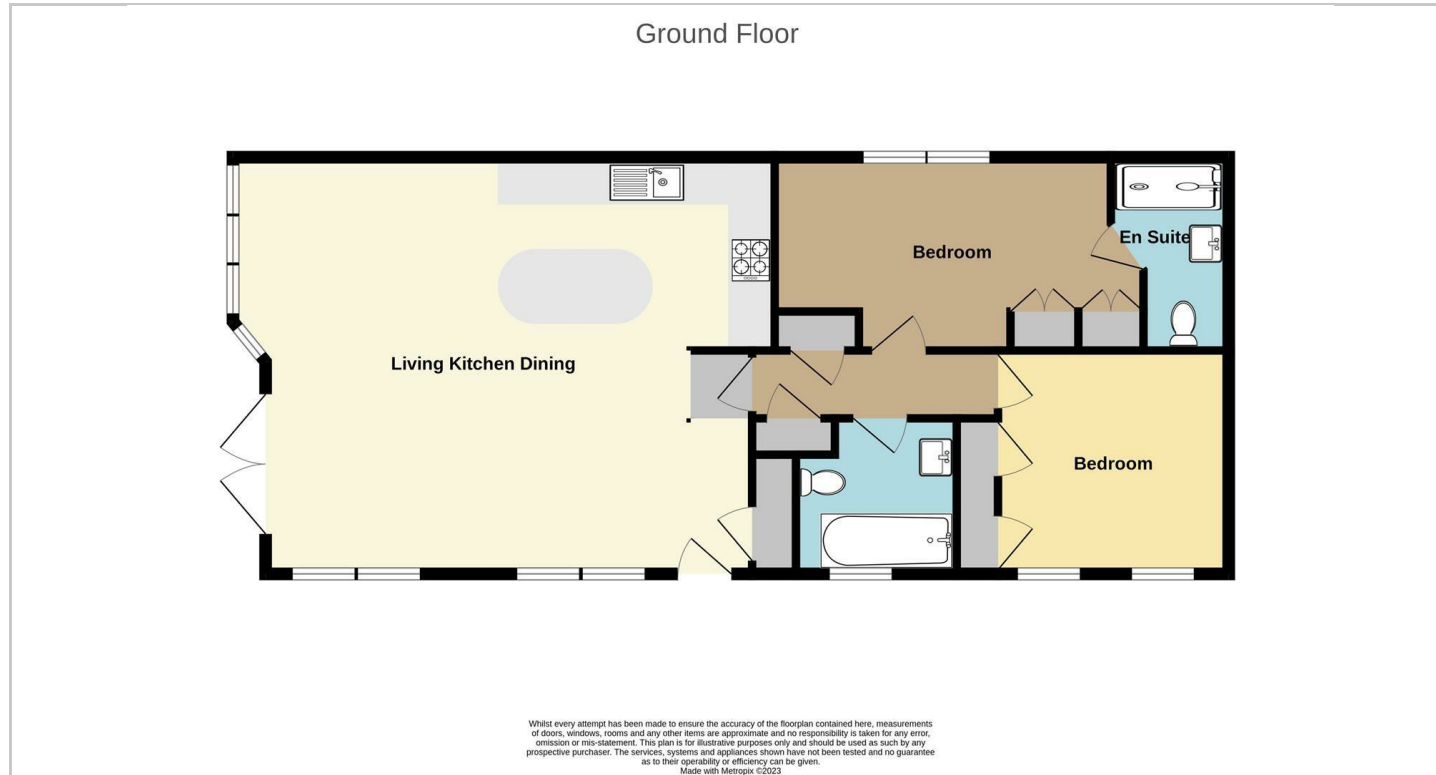 Ground Floor
En Suite
Bedroom
Living Kitchen Dining
Bedroom
Whilst every attempt has been made to ensure the accuracy of the floorplan contained here, measurements
of doors, windows, rooms and any other items are approximate and no responsibility is taken for any error,
omission or mis-statement. This plan is for illustrative purposes only and should be used as such by any
prospective purchaser. The services, systems and appliances shown have not been tested and no guarantee
as to their operability or efficiency can be given.
Made with Metropix ©2023